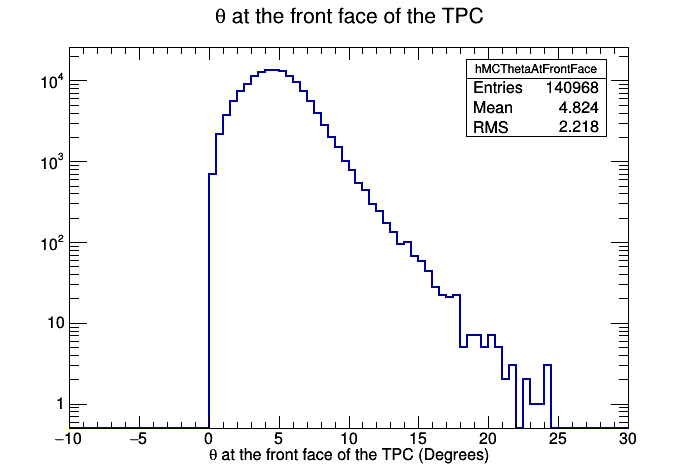 θ at the front face of the TPC
hMCThetaAtFrontFace
Entries 140968
Mean 4.824
RMS 2.218
10⁴
10³
10²
10
1
−10 −5 0 5 10 15 20 25 30
θ at the front face of the TPC (Degrees)